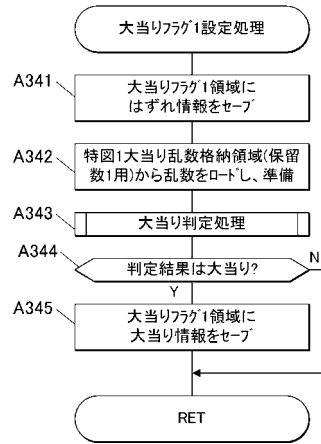 大当りフラグ1設定処理
A341
大当りフラグ1領域に
はずれ情報をセーブ
A342
特図1大当り乱数格納領域(保留
数1用)から乱数をロードし、準備
A343
大当り判定処理
A344
判定結果は大当り?
N
Y
A345
大当りフラグ1領域に
大当り情報をセーブ
RET